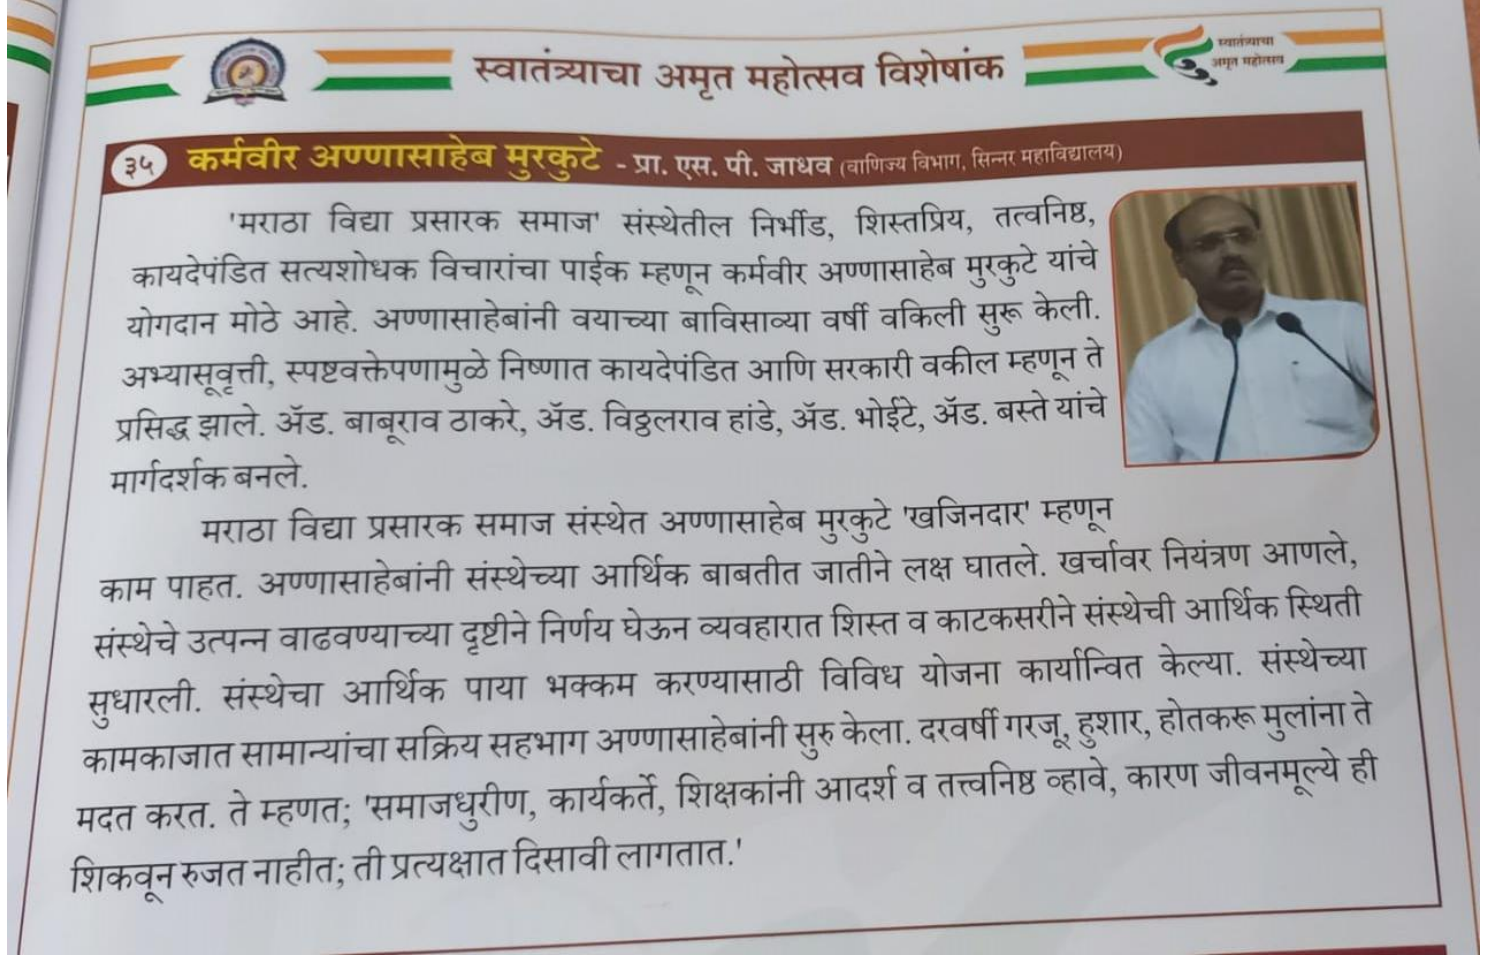 स्वातंत्र्याचा अमृत महोत्सव विशेषांक
स्वातंत्र्याचा
अमृत महोत्सव
३५ कर्मवीर अण्णासाहेब मुरकुटे - प्रा. एस. पी. जाधव (वाणिज्य विभाग, सिन्नर महाविद्यालय)
'मराठा विद्या प्रसारक समाज' संस्थेतील निर्भीड, शिस्तप्रिय, तत्वनिष्ठ,
कायदेपंडित सत्यशोधक विचारांचा पाईक म्हणून कर्मवीर अण्णासाहेब मुरकुटे यांचे
योगदान मोठे आहे. अण्णासाहेबांनी वयाच्या बाविसाव्या वर्षी वकिली सुरू केली.
अभ्यासूवृत्ती, स्पष्टवक्तेपणामुळे निष्णात कायदेपंडित आणि सरकारी वकील म्हणून ते
प्रसिद्ध झाले. ॲड. बाबूराव ठाकरे, ॲड. विठ्ठलराव हांडे, ॲड. भोईटे, ॲड. बस्ते यांचे
मार्गदर्शक बनले.
मराठा विद्या प्रसारक समाज संस्थेत अण्णासाहेब मुरकुटे 'खजिनदार' म्हणून
काम पाहत. अण्णासाहेबांनी संस्थेच्या आर्थिक बाबतीत जातीने लक्ष घातले. खर्चावर नियंत्रण आणले,
संस्थेचे उत्पन्न वाढवण्याच्या दृष्टीने निर्णय घेऊन व्यवहारात शिस्त व काटकसरीने संस्थेची आर्थिक स्थिती
सुधारली. संस्थेचा आर्थिक पाया भक्कम करण्यासाठी विविध योजना कार्यान्वित केल्या. संस्थेच्या
कामकाजात सामान्यांचा सक्रिय सहभाग अण्णासाहेबांनी सुरु केला. दरवर्षी गरजू, हुशार, होतकरू मुलांना ते
मदत करत. ते म्हणत; 'समाजधुरीण, कार्यकर्ते, शिक्षकांनी आदर्श व तत्त्वनिष्ठ व्हावे, कारण जीवनमूल्ये ही
शिकवून रुजत नाहीत; ती प्रत्यक्षात दिसावी लागतात.'